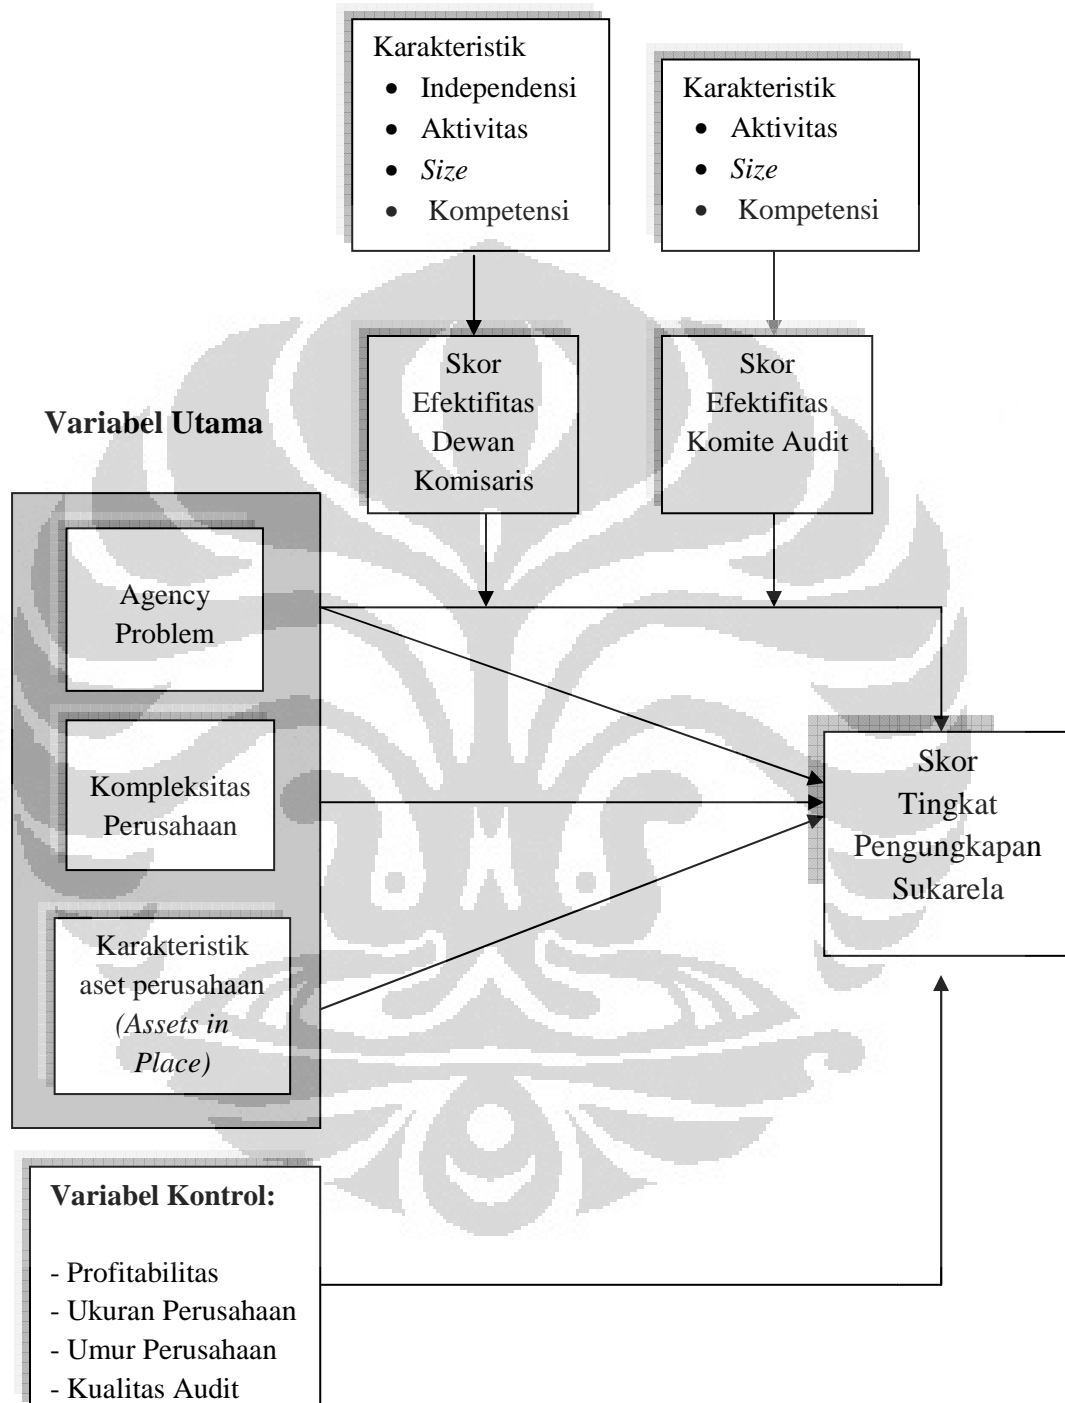 Karakteristik
• Independensi
• Aktivitas
• Size
• Kompetensi
Karakteristik
• Aktivitas
• Size
• Kompetensi
Skor
Efektifitas
Dewan
Komisaris
Skor
Efektifitas
Komite Audit
Variabel Utama
Agency
Problem
Kompleksitas
Perusahaan
Karakteristik
aset perusahaan
(Assets in
Place)
Skor
Tingkat
Pengungkapan
Sukarela
Variabel Kontrol:
- Profitabilitas
- Ukuran Perusahaan
- Umur Perusahaan
- Kualitas Audit